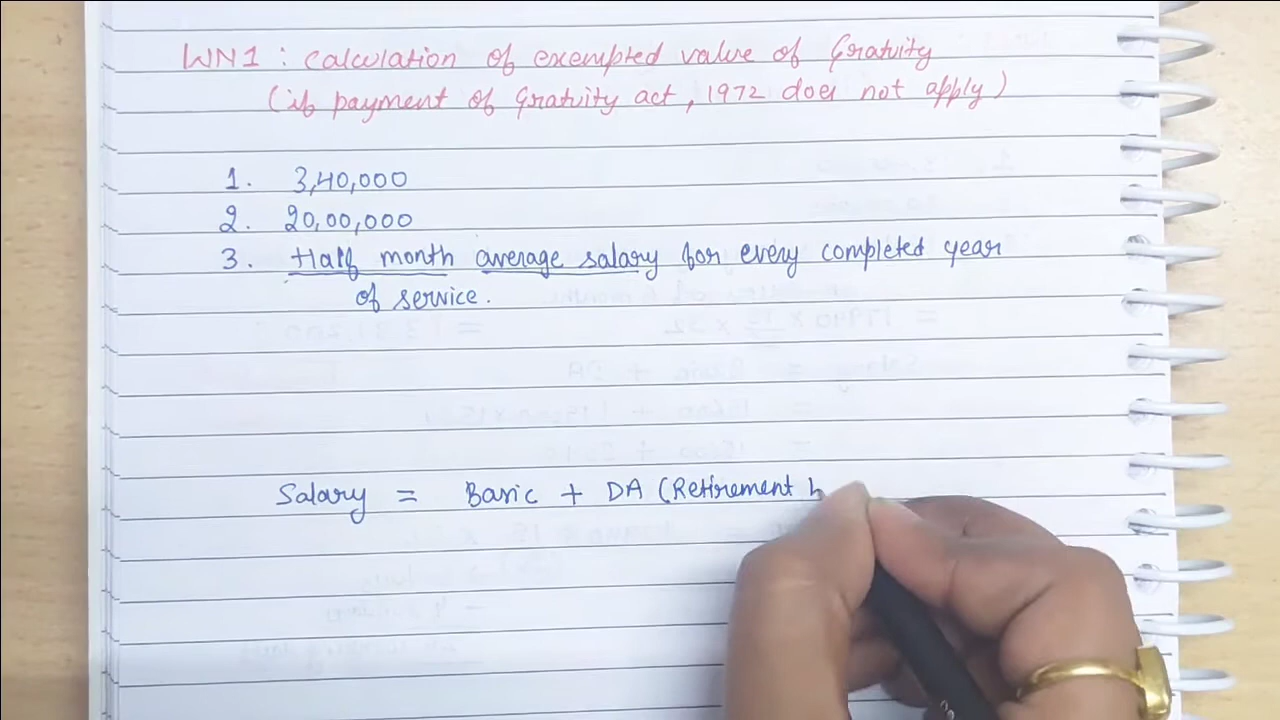 WN1 : calculation of exempted value of Gratuity
(if payment of Gratuity act, 1972 does not apply)
1. 3,40,000
2. 20,00,000
3. Half month average salary for every completed year
of service.
Salary = Basic + DA (Retirement